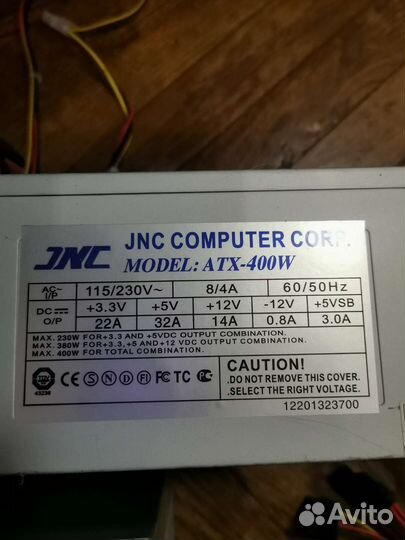 JNC JNC COMPUTER CORP.
MODEL: ATX-400W
AC~ I/P 115/230V~ 8/4A 60/50Hz
DC⎓ O/P +3.3V +5V +12V -12V +5VSB
22A 32A 14A 0.8A 3.0A
MAX. 230W FOR+3.3 AND +5VDC OUTPUT COMBINATION.
MAX. 380W FOR+3.3,+5 AND+12 VDC OUTPUT COMBINATION.
MAX. 400W FOR TOTAL COMBINATION.
CAUTION!
.DO NOT REMOVE THIS COVER.
.SELECT THE RIGHT VOLTAGE.
CE S N D FI FC TC PC
43236
12201323700
Avito